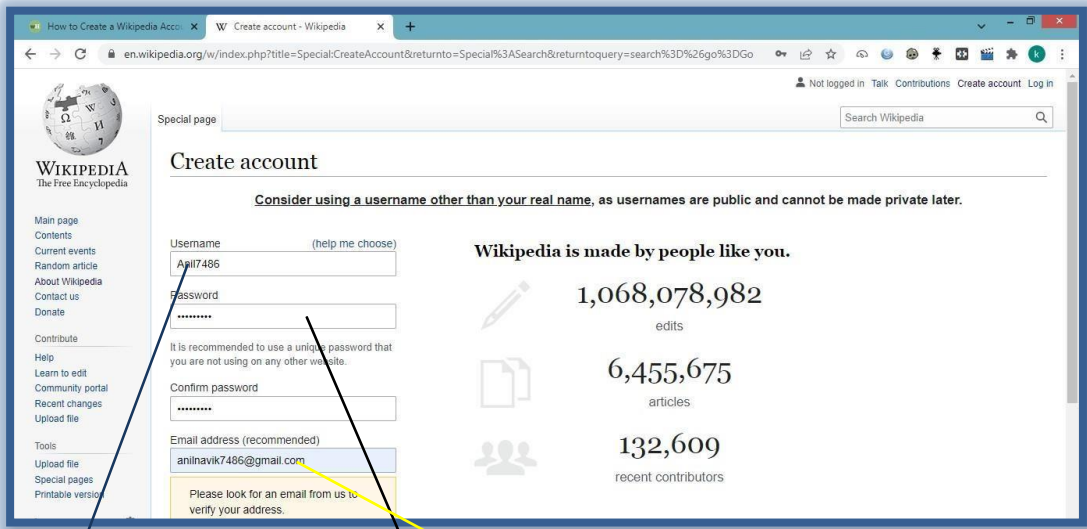 How to Create a Wikipedia Accou
Create account - Wikipedia
en.wikipedia.org/w/index.php?title=Special:CreateAccount&returnto=Special%3ASearch&returntoquery=search%3D%26go%3DGo
k
Not logged in Talk Contributions Create account Log in
Special page
Search Wikipedia
WIKIPEDIA
The Free Encyclopedia
Main page
Contents
Current events
Random article
About Wikipedia
Contact us
Donate
Contribute
Help
Learn to edit
Community portal
Recent changes
Upload file
Tools
Upload file
Special pages
Printable version
Create account
Consider using a username other than your real name, as usernames are public and cannot be made private later.
Username (help me choose)
Anil7486
Password
•••••••••
It is recommended to use a unique password that
you are not using on any other website.
Confirm password
•••••••••
Email address (recommended)
anilnavik7486@gmail.com
Please look for an email from us to
verify your address.
Wikipedia is made by people like you.
1,068,078,982
edits
6,455,675
articles
132,609
recent contributors